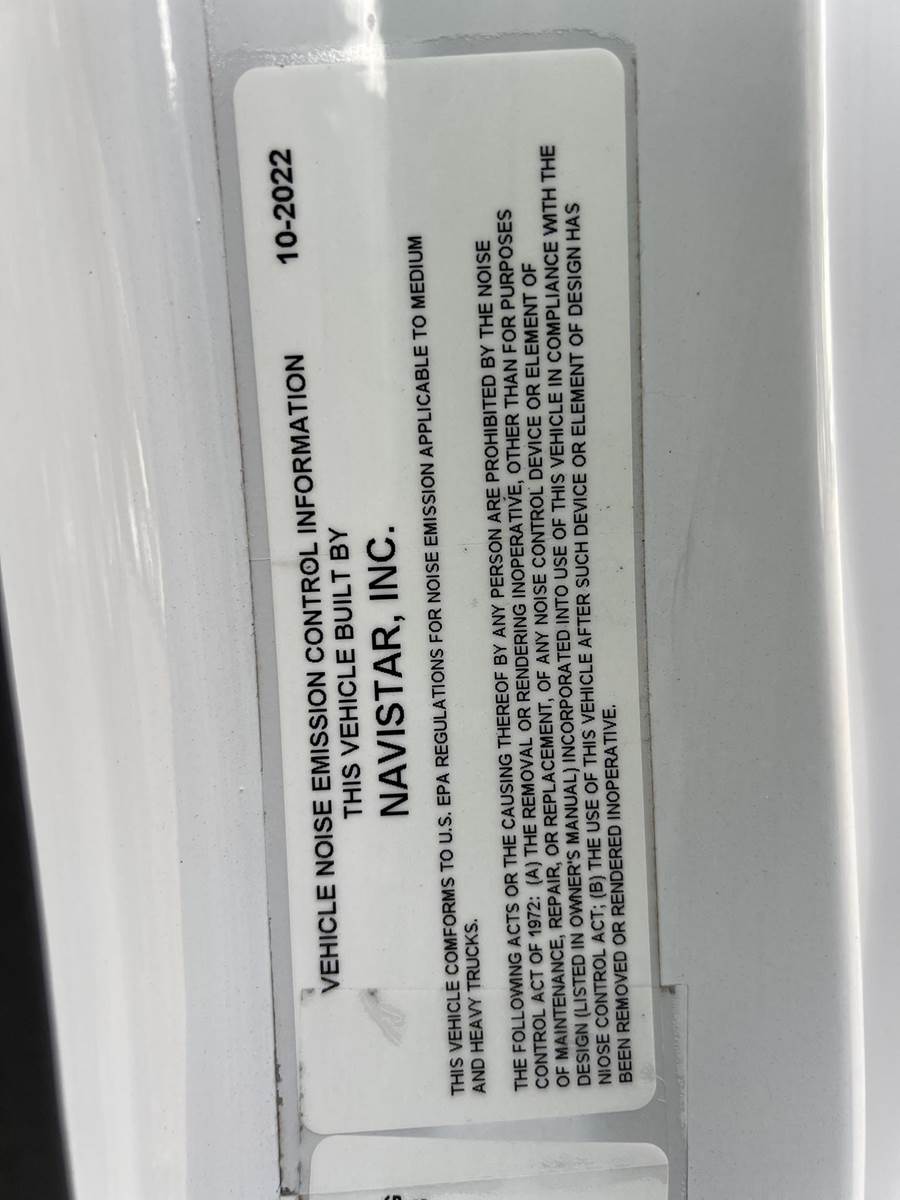 VEHICLE NOISE EMISSION CONTROL INFORMATION 10-2022
THIS VEHICLE BUILT BY
NAVISTAR, INC.
THIS VEHICLE COMFORMS TO U.S. EPA REGULATIONS FOR NOISE EMISSION APPLICABLE TO MEDIUM
AND HEAVY TRUCKS.
THE FOLLOWING ACTS OR THE CAUSING THEREOF BY ANY PERSON ARE PROHIBITED BY THE NOISE
CONTROL ACT OF 1972: (A) THE REMOVAL OR RENDERING INOPERATIVE, OTHER THAN FOR PURPOSES
OF MAINTENANCE, REPAIR, OR REPLACEMENT, OF ANY NOISE CONTROL DEVICE OR ELEMENT OF
DESIGN (LISTED IN OWNER'S MANUAL) INCORPORATED INTO USE OF THIS VEHICLE IN COMPLIANCE WITH THE
NIOSE CONTROL ACT; (B) THE USE OF THIS VEHICLE AFTER SUCH DEVICE OR ELEMENT OF DESIGN HAS
BEEN REMOVED OR RENDERED INOPERATIVE.